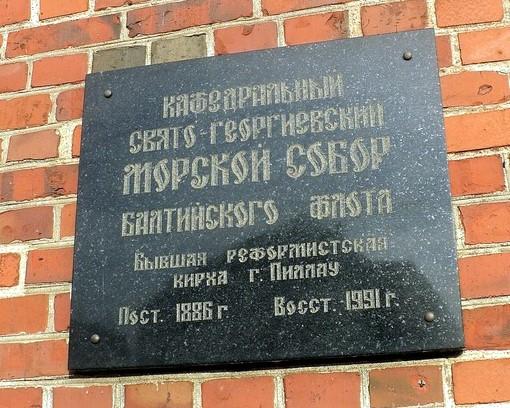 КАФЕДРАЛЬНЫЙ
СВЯТО-ГЕОРГИЕВСКИЙ
МОРСКОЙ СОБОР
БАЛТИЙСКОГО ФЛОТА
Бывшая реформистская
кирха г. Пиллау
Пост. 1886 г Восст. 1991 г.